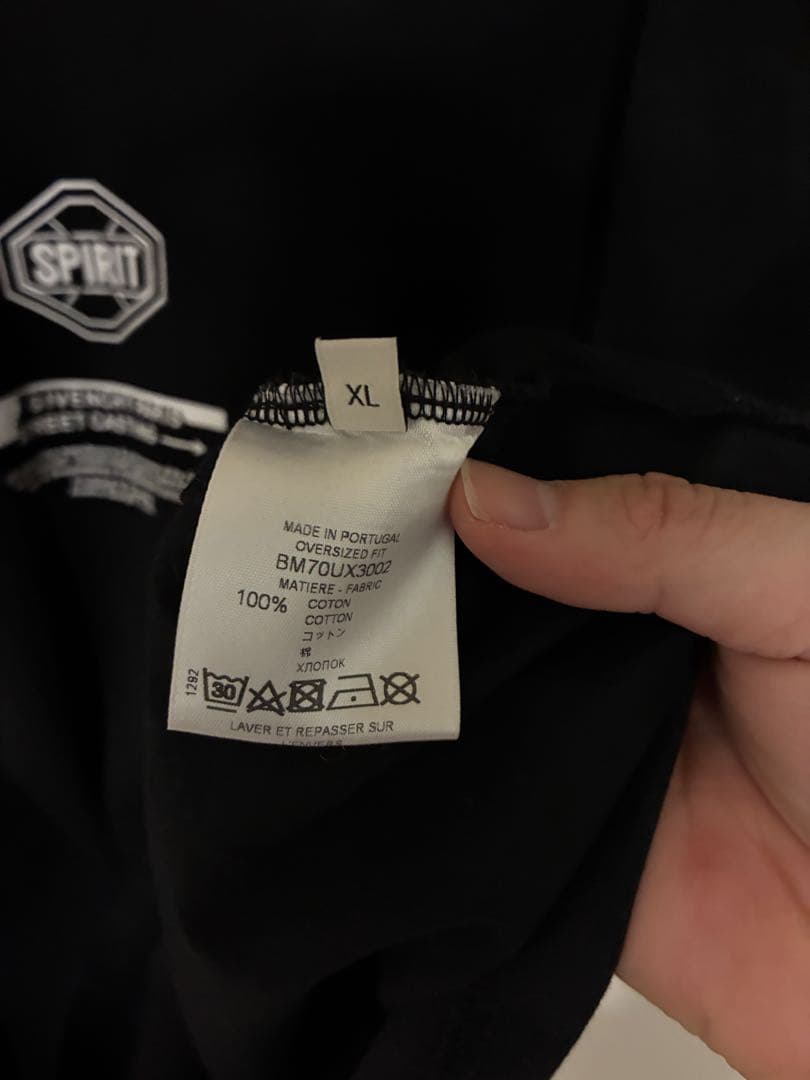 SPIRIT
XL
MADE IN PORTUGAL
OVERSIZED FIT
BM70UX3002
MATIERE - FABRIC
100% COTON
COTTON
コットン
棉
ХЛОПОК
1292
30
LAVER ET REPASSER SUR
L'ENVERS